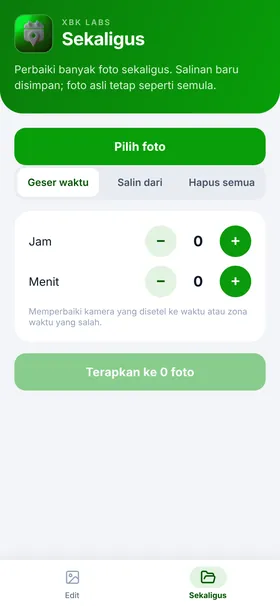 XBK LABS
Sekaligus
Perbaiki banyak foto sekaligus. Salinan baru
disimpan; foto asli tetap seperti semula.
Pilih foto
Geser waktu
Salin dari
Hapus semua
Jam
− 0 +
Menit
− 0 +
Memperbaiki kamera yang disetel ke waktu atau zona
waktu yang salah.
Terapkan ke 0 foto
Edit
Sekaligus